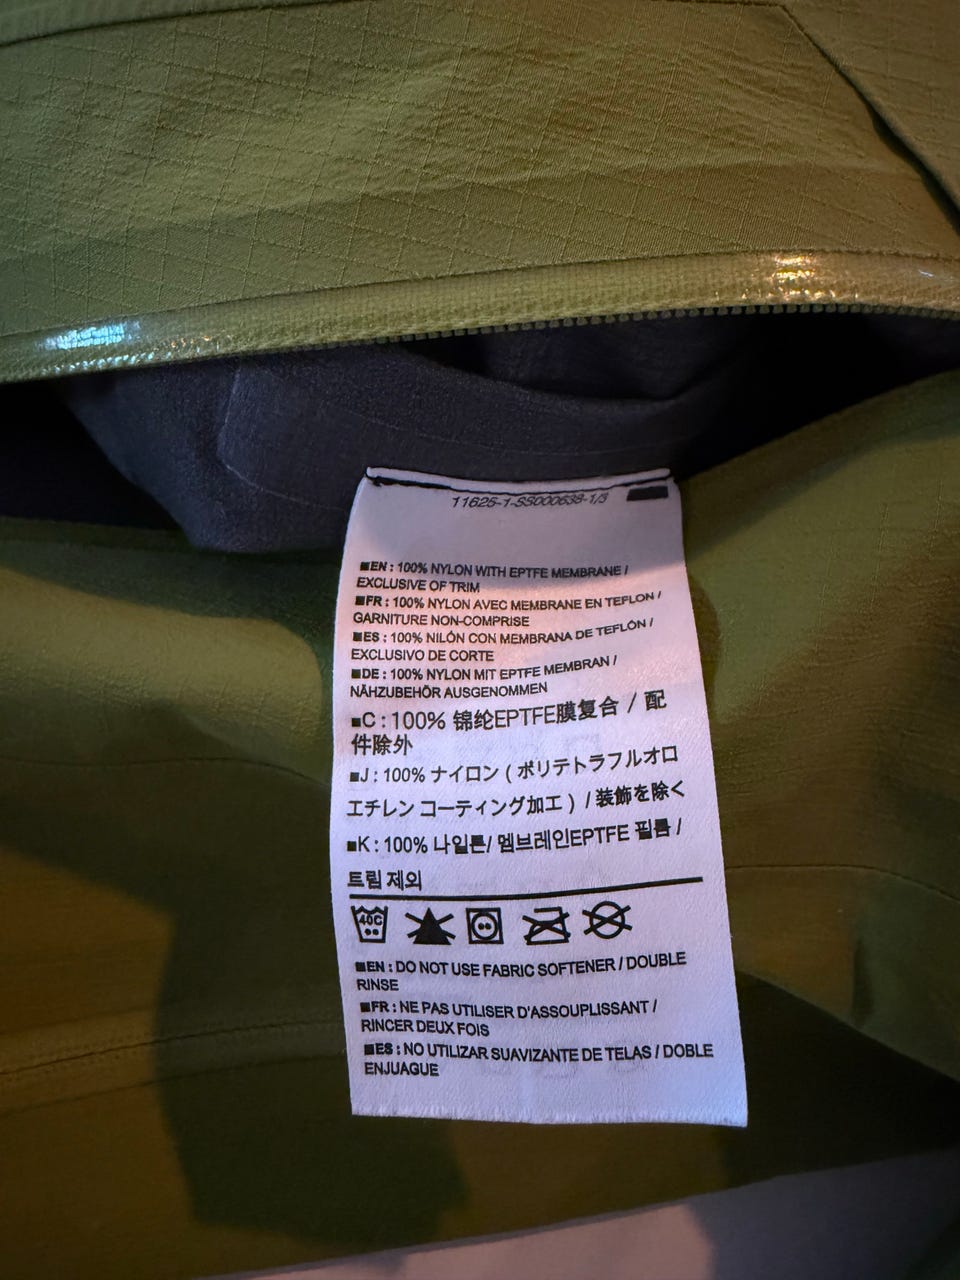 11625-1-SS000638-1/3
■EN : 100% NYLON WITH EPTFE MEMBRANE /
EXCLUSIVE OF TRIM
■FR : 100% NYLON AVEC MEMBRANE EN TEFLON /
GARNITURE NON-COMPRISE
■ES : 100% NILÓN CON MEMBRANA DE TEFLÓN /
EXCLUSIVO DE CORTE
■DE : 100% NYLON MIT EPTFE MEMBRAN /
NÄHZUBEHÖR AUSGENOMMEN
■C : 100% 锦纶EPTFE膜复合 / 配
件除外
■J : 100% ナイロン ( ポリテトラフルオロ
エチレン コーティング加工 ) / 装飾を除く
■K : 100% 나일론/ 멤브레인EPTFE 필름 /
트림 제외
40C
■EN : DO NOT USE FABRIC SOFTENER / DOUBLE
RINSE
■FR : NE PAS UTILISER D'ASSOUPLISSANT /
RINCER DEUX FOIS
■ES : NO UTILIZAR SUAVIZANTE DE TELAS / DOBLE
ENJUAGUE